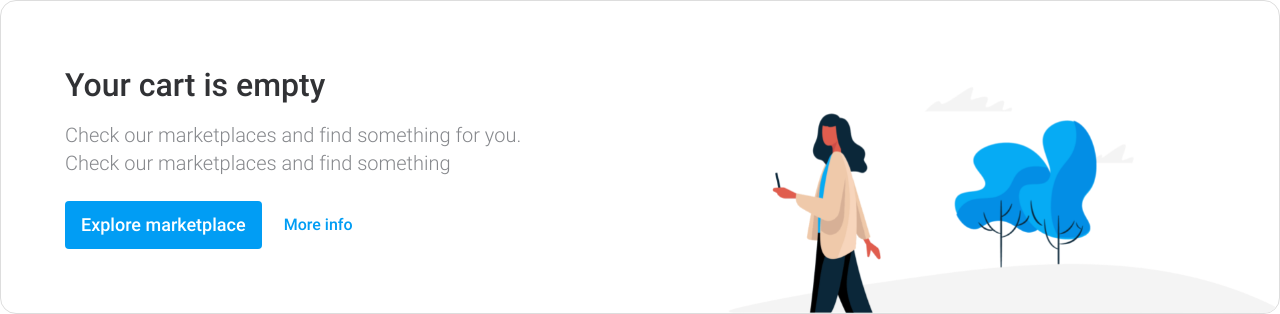 Your cart is empty
Check our marketplaces and find something for you.
Check our marketplaces and find something
Explore marketplace
More info